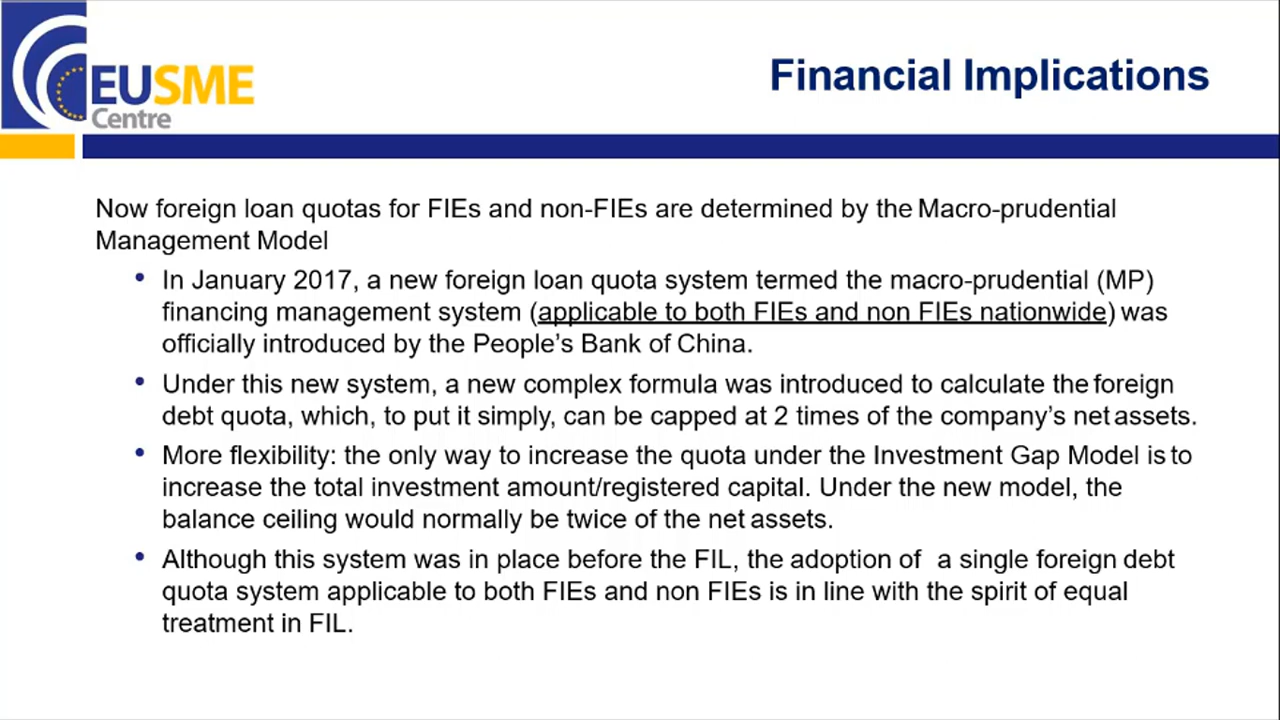 EUSME
Centre
Financial Implications
Now foreign loan quotas for FIEs and non-FIEs are determined by the Macro-prudential
Management Model
• In January 2017, a new foreign loan quota system termed the macro-prudential (MP)
financing management system (applicable to both FIEs and non FIEs nationwide) was
officially introduced by the People’s Bank of China.
• Under this new system, a new complex formula was introduced to calculate the foreign
debt quota, which, to put it simply, can be capped at 2 times of the company’s net assets.
• More flexibility: the only way to increase the quota under the Investment Gap Model is to
increase the total investment amount/registered capital. Under the new model, the
balance ceiling would normally be twice of the net assets.
• Although this system was in place before the FIL, the adoption of a single foreign debt
quota system applicable to both FIEs and non FIEs is in line with the spirit of equal
treatment in FIL.